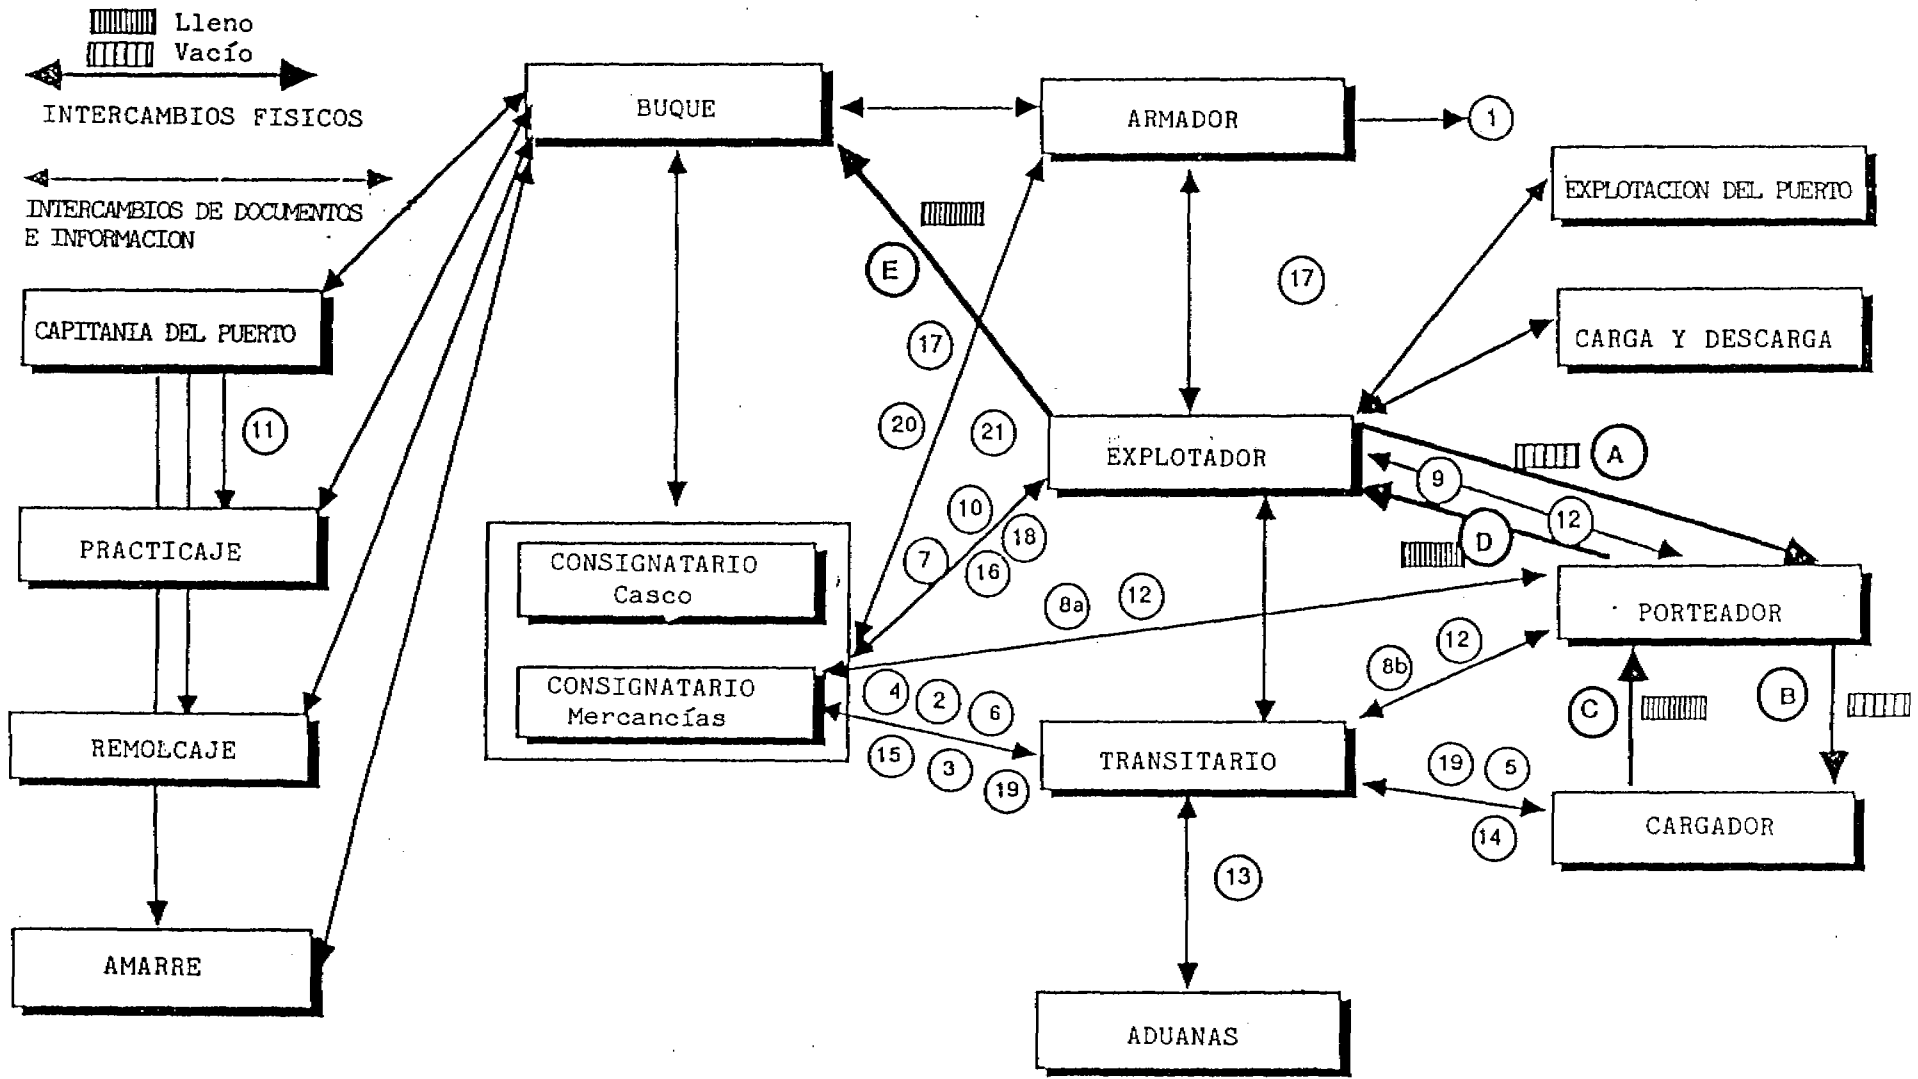 Lleno
Vacío
INTERCAMBIOS FISICOS
INTERCAMBIOS DE DOCUMENTOS
E INFORMACION
BUQUE
ARMADOR
1
EXPLOTACION DEL PUERTO
E
17
CAPITANIA DEL PUERTO
17
CARGA Y DESCARGA
11
20
21
EXPLOTADOR
A
9
PRACTICAJE
10
12
7
18
16
D
CONSIGNATARIO
Casco
8a
12
PORTEADOR
12
8b
CONSIGNATARIO
Mercancías
4
2
6
C
B
REMOLCAJE
15
3
19
TRANSITARIO
19
5
14
CARGADOR
13
AMARRE
ADUANAS